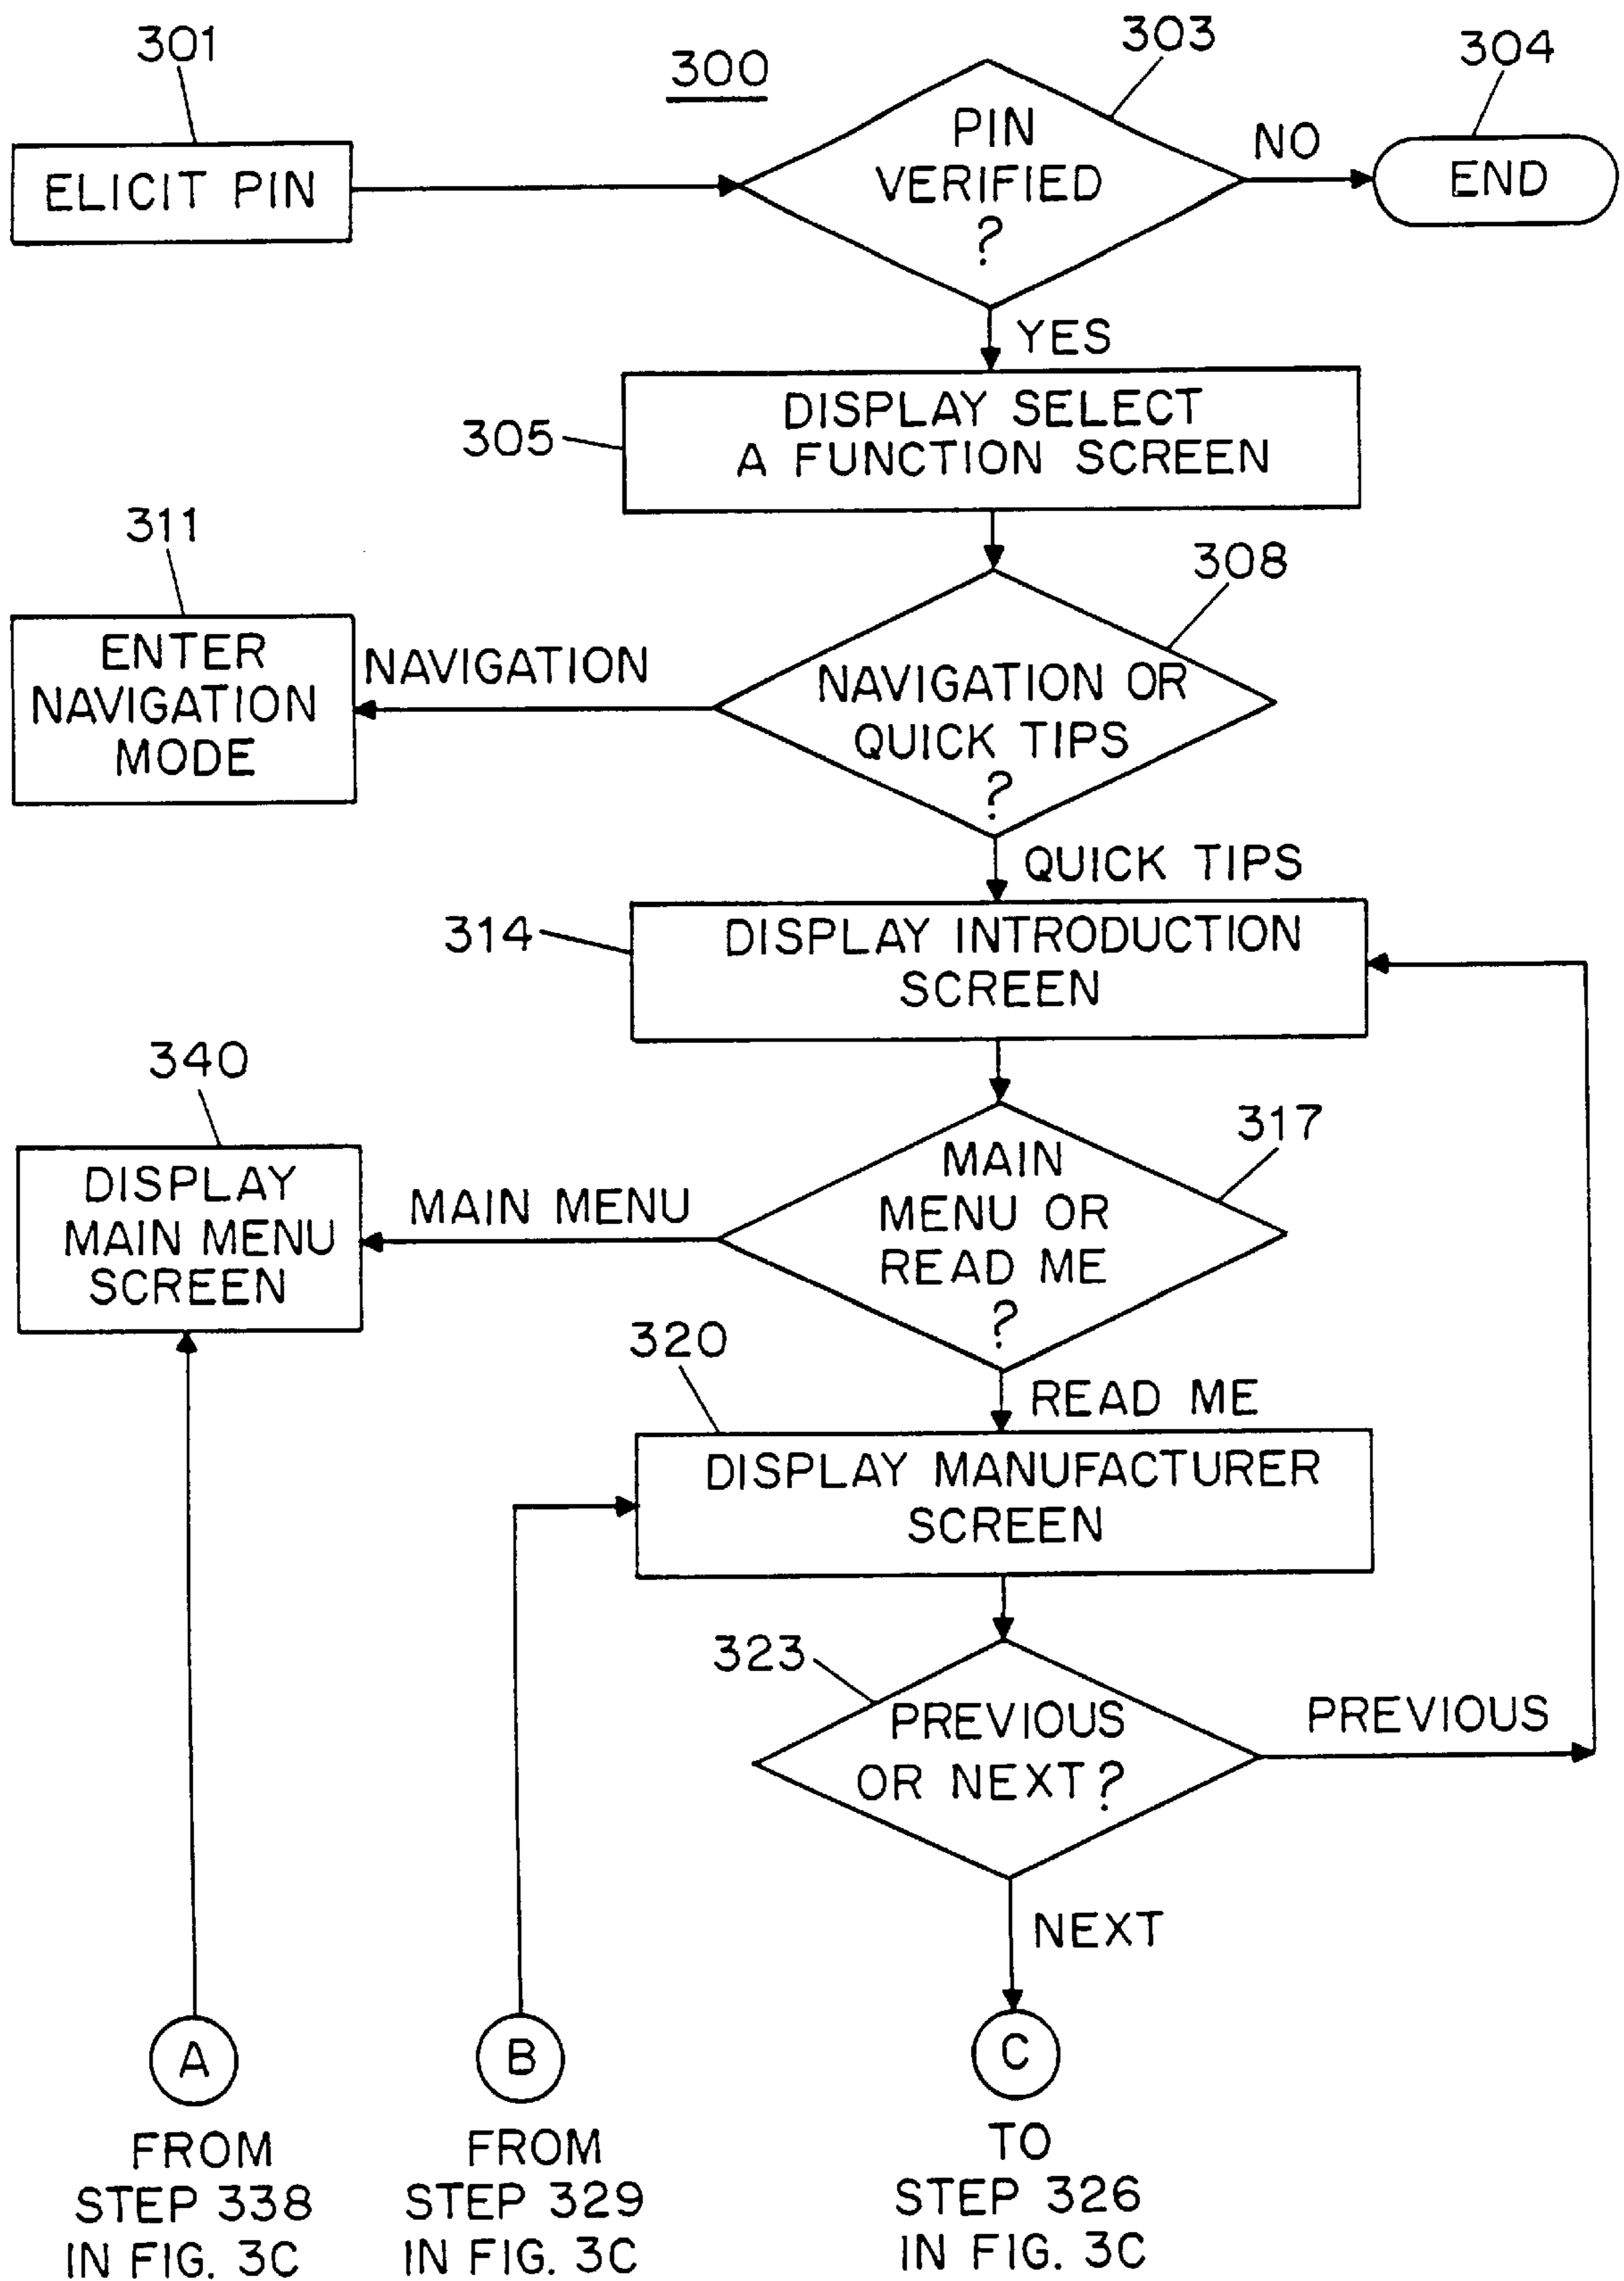 301
300
303
304
ELICIT PIN
PIN
VERIFIED
?
NO
END
YES
305
DISPLAY SELECT
A FUNCTION SCREEN
311
308
ENTER
NAVIGATION
MODE
NAVIGATION
NAVIGATION OR
QUICK TIPS
?
QUICK TIPS
314
DISPLAY INTRODUCTION
SCREEN
340
317
DISPLAY
MAIN MENU
SCREEN
MAIN MENU
MAIN
MENU OR
READ ME
?
320
READ ME
DISPLAY MANUFACTURER
SCREEN
323
PREVIOUS
OR NEXT?
PREVIOUS
NEXT
A
B
C
FROM
STEP 338
IN FIG. 3C
FROM
STEP 329
IN FIG. 3C
TO
STEP 326
IN FIG. 3C